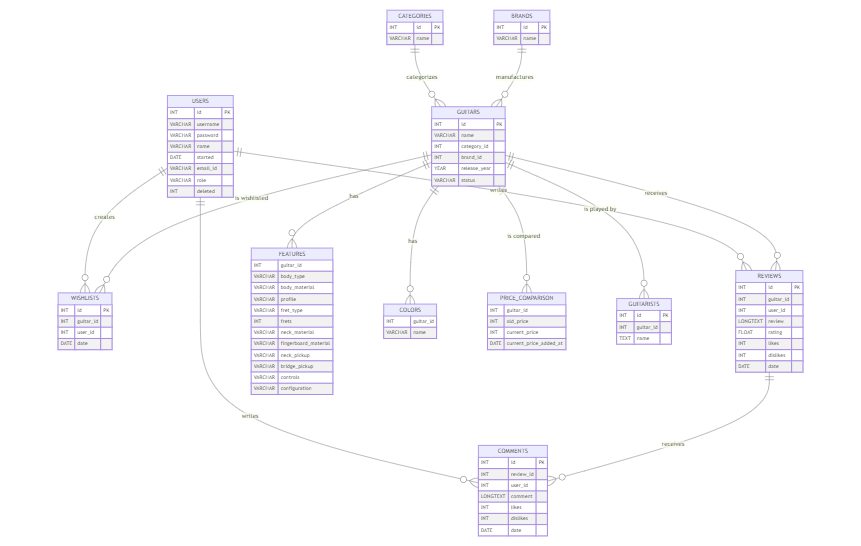 CATEGORIES
INT id PK
VARCHAR name
BRANDS
INT id PK
VARCHAR name
categorizes
manufactures
USERS
INT id PK
VARCHAR username
VARCHAR password
VARCHAR name
DATE started
VARCHAR email_id
VARCHAR role
INT deleted
GUITARS
INT id PK
VARCHAR name
INT category_id
INT brand_id
YEAR release_year
VARCHAR status
creates
is wishlisted
has
has
writes
is compared
is played by
receives
WISHLISTS
INT id PK
INT guitar_id
INT user_id
DATE date
FEATURES
INT guitar_id
VARCHAR body_type
VARCHAR body_material
VARCHAR profile
VARCHAR fret_type
INT frets
VARCHAR neck_material
VARCHAR fingerboard_material
VARCHAR neck_pickup
VARCHAR bridge_pickup
VARCHAR controls
VARCHAR configuration
COLORS
INT guitar_id
VARCHAR name
PRICE_COMPARISON
INT guitar_id
INT old_price
INT current_price
DATE current_price_added_at
GUITARISTS
INT id PK
INT guitar_id
TEXT name
REVIEWS
INT id PK
INT guitar_id
INT user_id
LONGTEXT review
FLOAT rating
INT likes
INT dislikes
DATE date
writes
receives
COMMENTS
INT id PK
INT review_id
INT user_id
LONGTEXT comment
INT likes
INT dislikes
DATE date